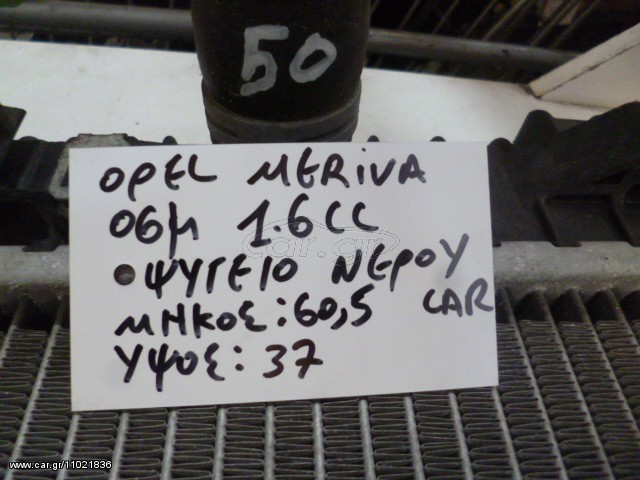 50
OPEL MERIVA
06μ 1.6CC
car.gr
• ΨΥΓΕΙΟ ΝΕΡΟΥ
ΜΗΚΟΣ: 60,5 CAR
ΥΨΟΣ: 37
www.car.gr/11021836